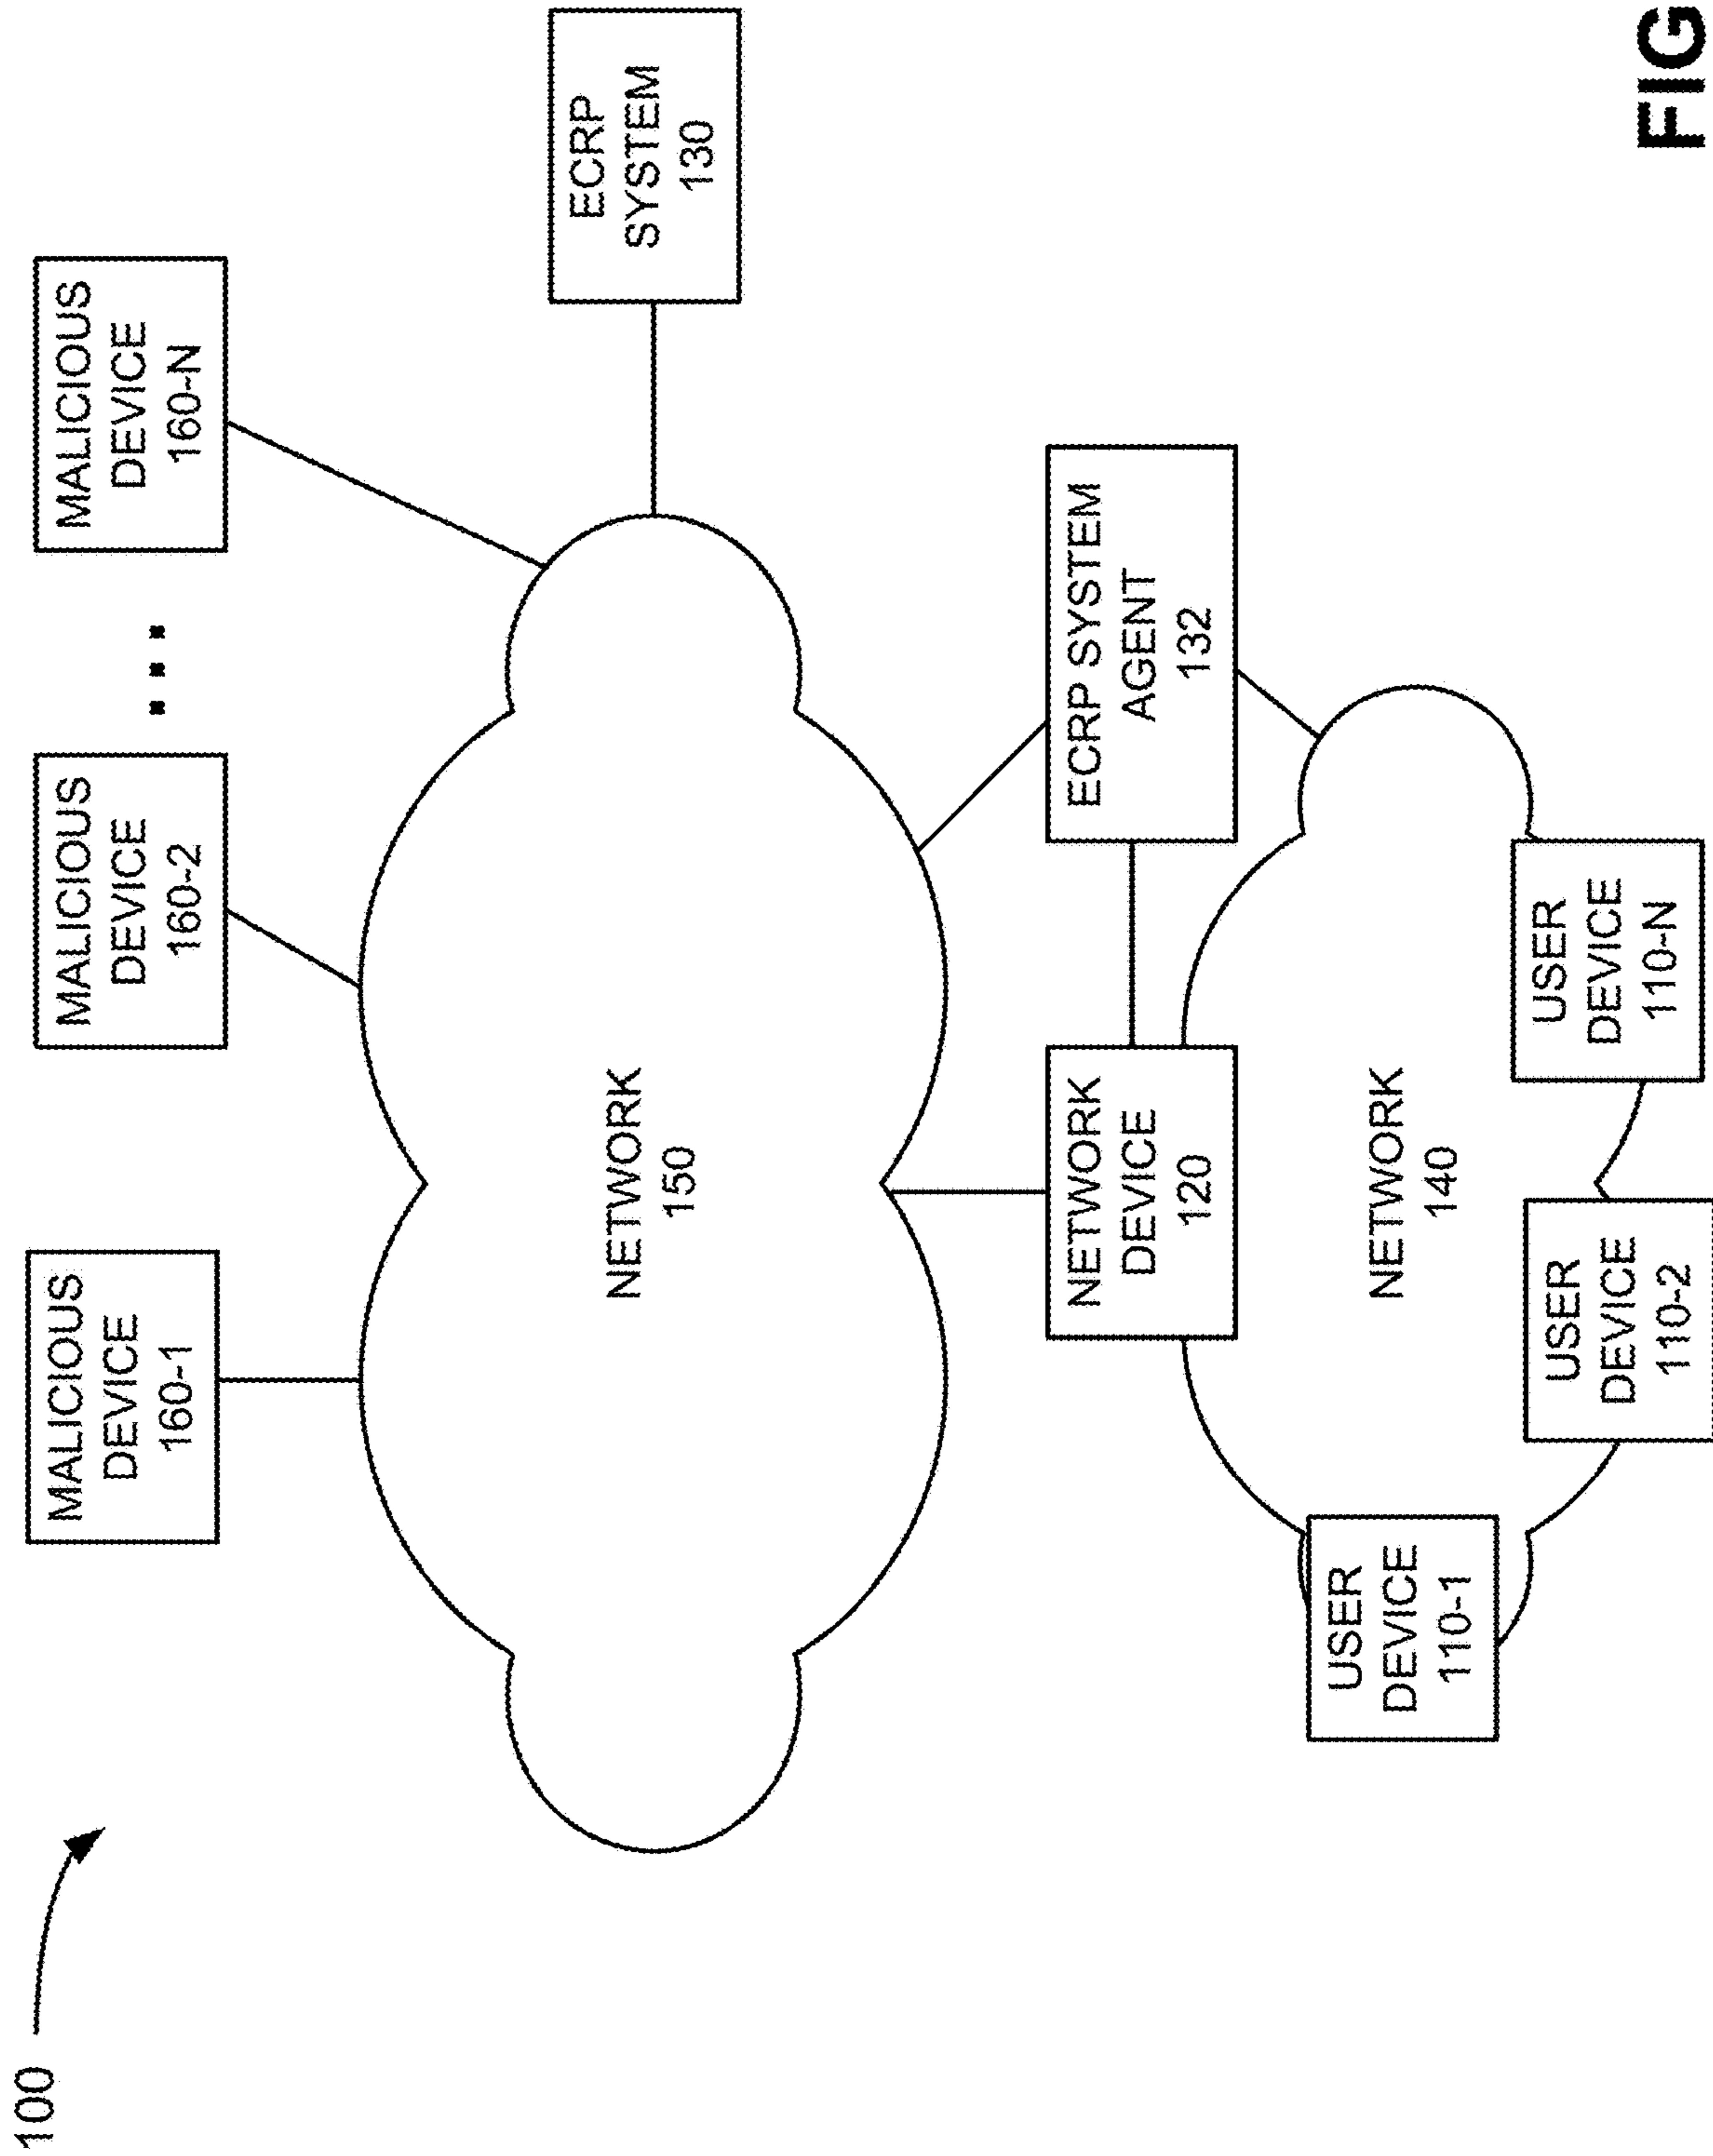 100
MALICIOUS
DEVICE
160-1
MALICIOUS
DEVICE
160-2
MALICIOUS
DEVICE
160-N
NETWORK
150
ECRP
SYSTEM
130
NETWORK
DEVICE
120
ECRP SYSTEM
AGENT
132
NETWORK
140
USER
DEVICE
110-1
USER
DEVICE
110-2
USER
DEVICE
110-N
FIG